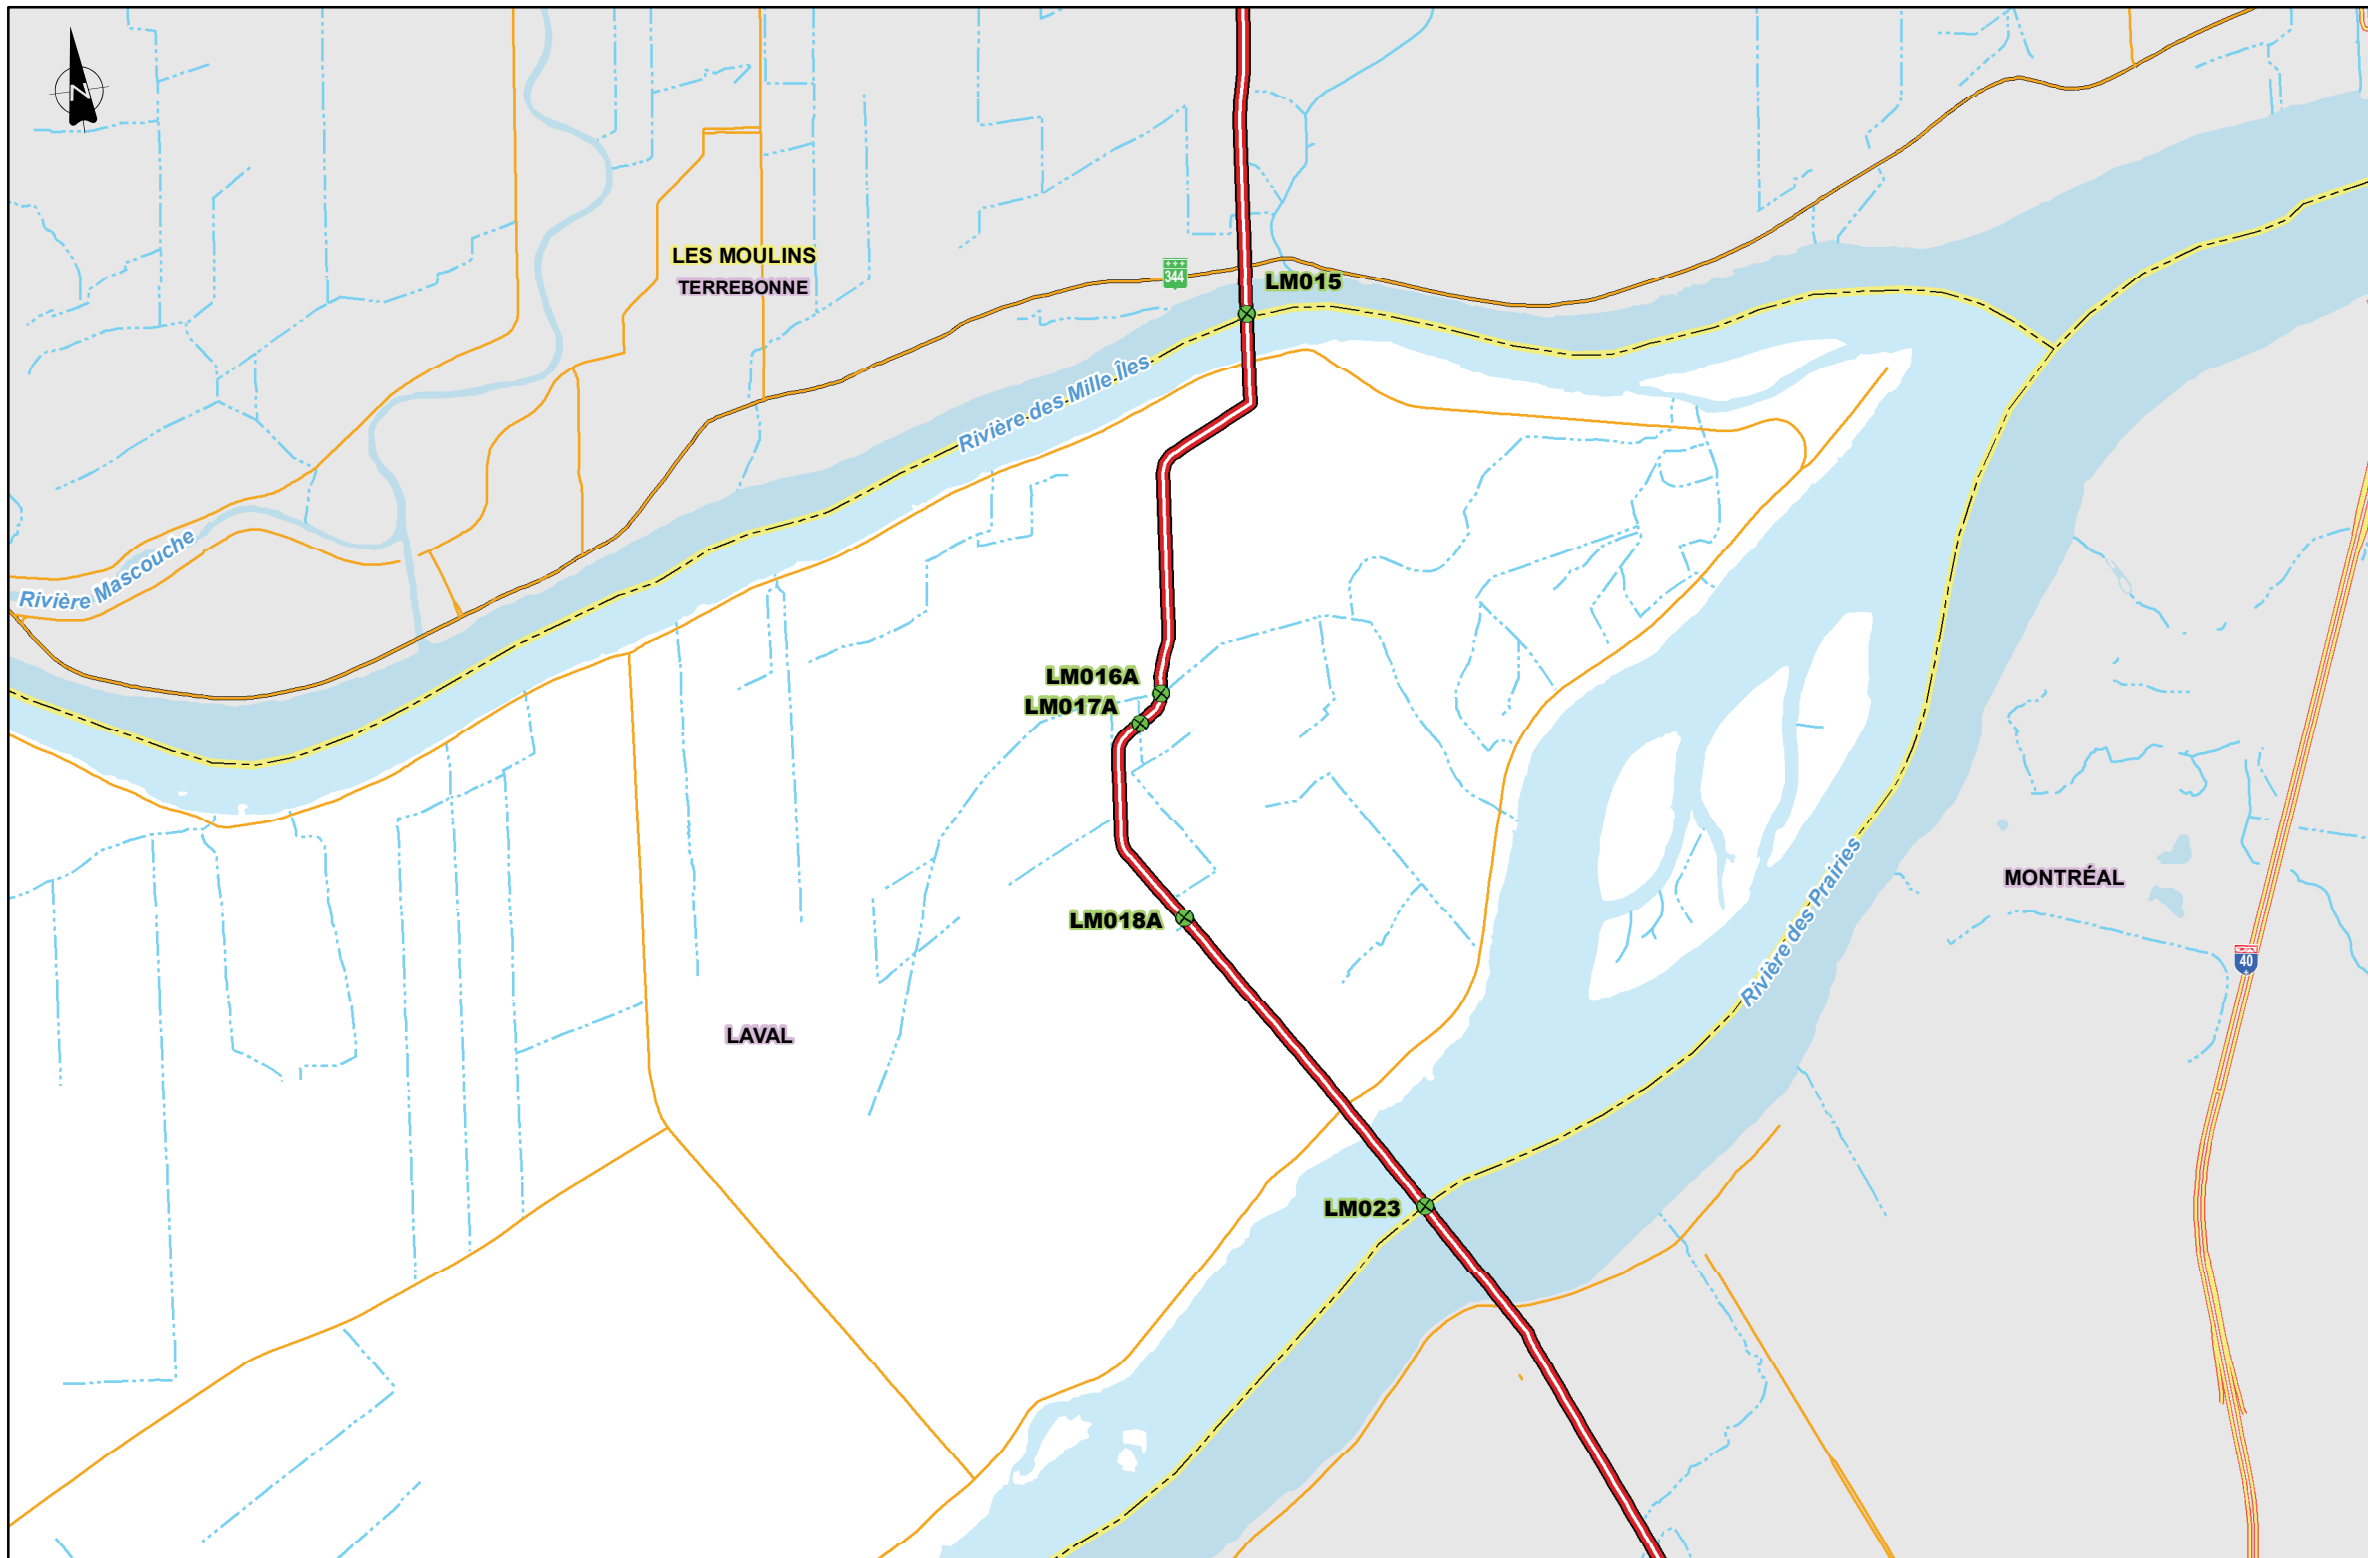 N
LES MOULINS
TERREBONNE
344
LM015
Rivière des Mille Îles
Rivière Mascouche
LM016A
LM017A
LM018A
Rivière des Prairies
MONTRÉAL
40
LAVAL
LM023